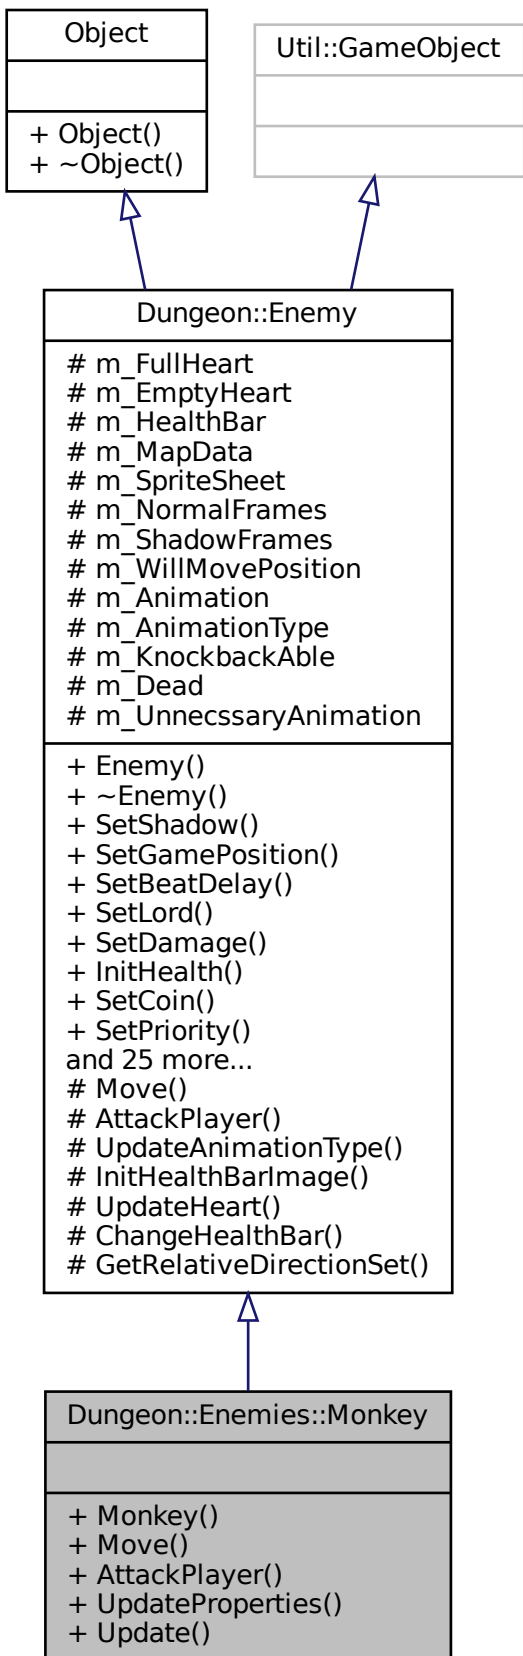 Object
+ Object()
+ ~Object()
Util::GameObject
Dungeon::Enemy
# m_FullHeart
# m_EmptyHeart
# m_HealthBar
# m_MapData
# m_SpriteSheet
# m_NormalFrames
# m_ShadowFrames
# m_WillMovePosition
# m_Animation
# m_AnimationType
# m_KnockbackAble
# m_Dead
# m_UnnecssaryAnimation
+ Enemy()
+ ~Enemy()
+ SetShadow()
+ SetGamePosition()
+ SetBeatDelay()
+ SetLord()
+ SetDamage()
+ InitHealth()
+ SetCoin()
+ SetPriority()
and 25 more...
# Move()
# AttackPlayer()
# UpdateAnimationType()
# InitHealthBarImage()
# UpdateHeart()
# ChangeHealthBar()
# GetRelativeDirectionSet()
Dungeon::Enemies::Monkey
+ Monkey()
+ Move()
+ AttackPlayer()
+ UpdateProperties()
+ Update()